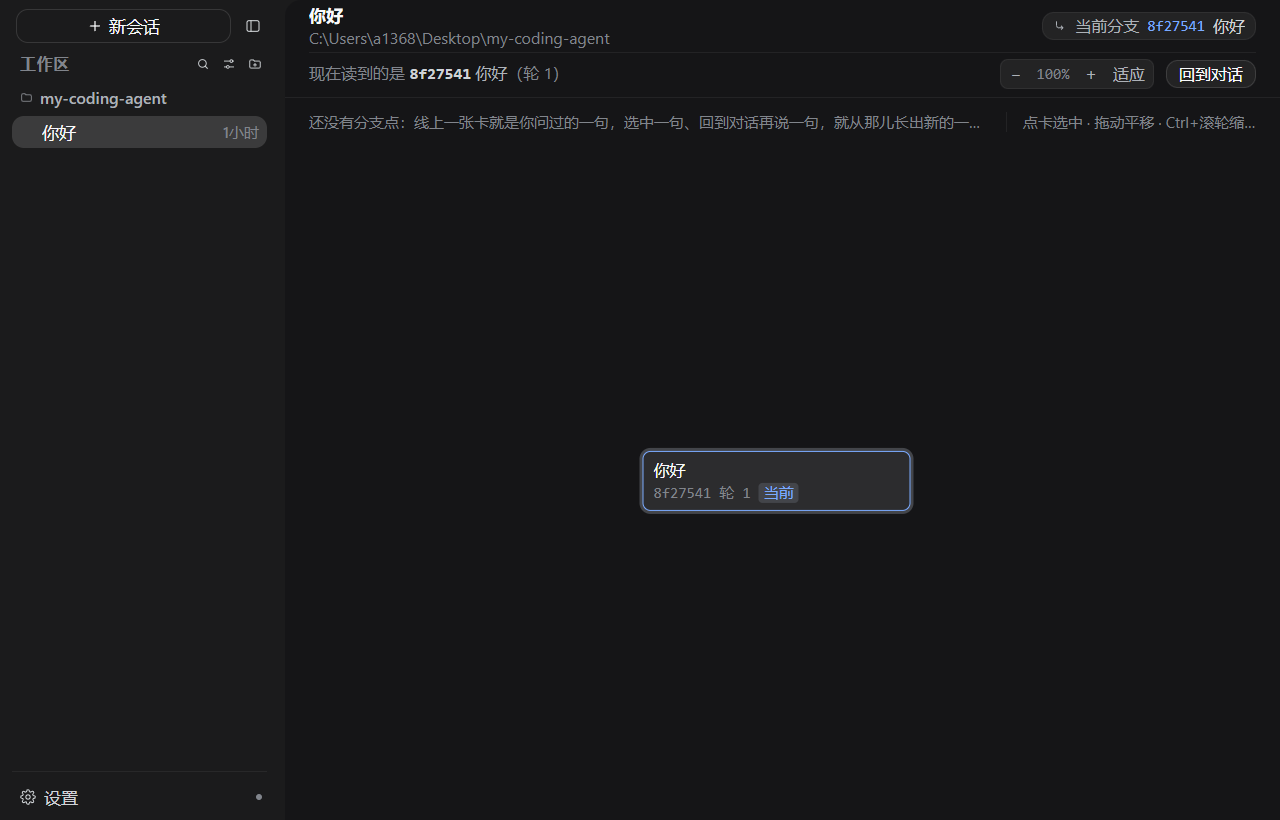 + 新会话
工作区
my-coding-agent
你好 1小时
设置
你好
C:\Users\a1368\Desktop\my-coding-agent
当前分支 8f27541 你好
现在读到的是 8f27541 你好（轮 1）
– 100% + 适应
回到对话
还没有分支点：线上一张卡就是你问过的一句，选中一句、回到对话再说一句，就从那儿长出新的一...
点卡选中 · 拖动平移 · Ctrl+滚轮缩...
你好
8f27541 轮 1 当前